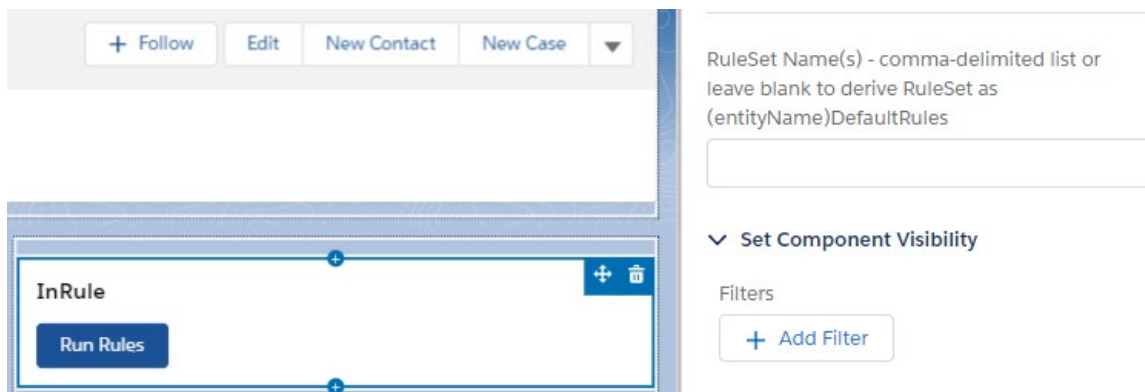 + Follow
Edit
New Contact
New Case
InRule
Run Rules
RuleSet Name(s) - comma-delimited list or
leave blank to derive RuleSet as
(entityName)DefaultRules
Set Component Visibility
Filters
+ Add Filter